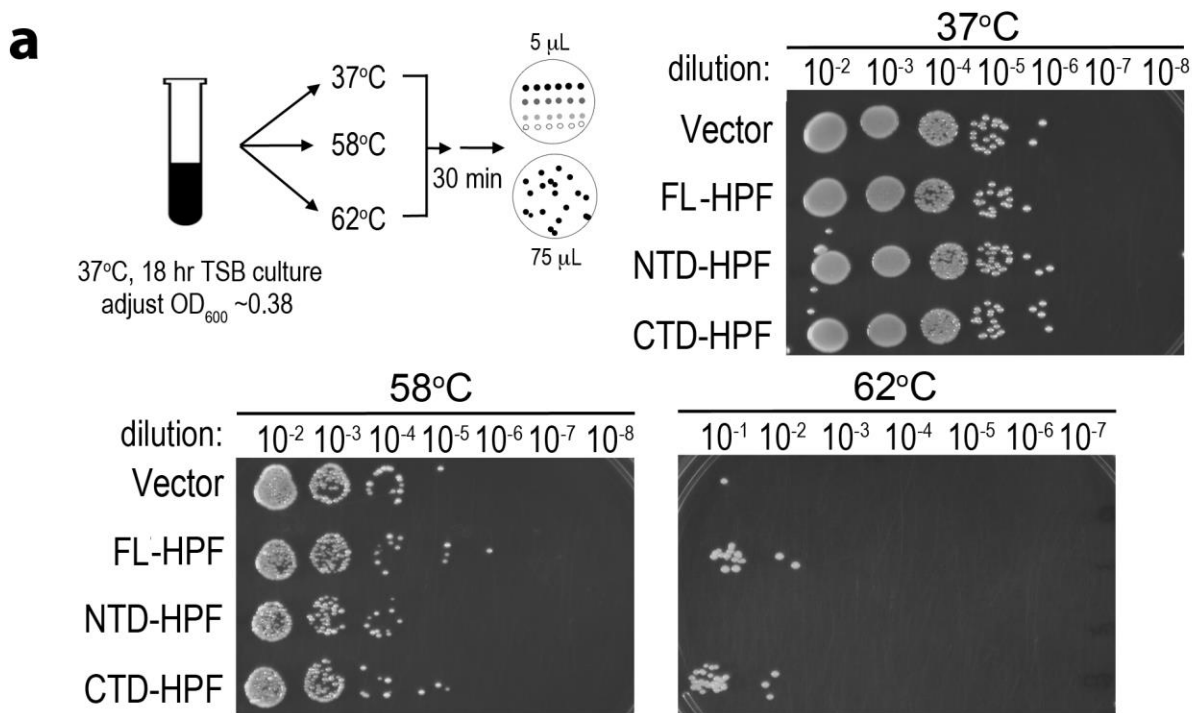 a
37°C
58°C
62°C
30 min
5 µL
75 µL
37°C, 18 hr TSB culture
adjust OD₆₀₀ ~0.38
37°C
dilution: 10⁻² 10⁻³ 10⁻⁴ 10⁻⁵ 10⁻⁶ 10⁻⁷ 10⁻⁸
Vector
FL-HPF
NTD-HPF
CTD-HPF
58°C
dilution: 10⁻² 10⁻³ 10⁻⁴ 10⁻⁵ 10⁻⁶ 10⁻⁷ 10⁻⁸
Vector
FL-HPF
NTD-HPF
CTD-HPF
62°C
10⁻¹ 10⁻² 10⁻³ 10⁻⁴ 10⁻⁵ 10⁻⁶ 10⁻⁷